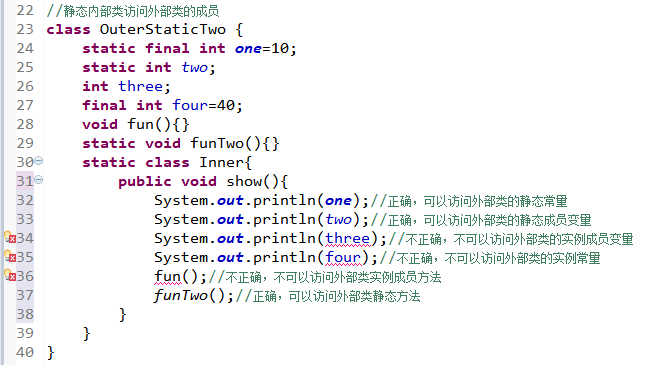 22 //静态内部类访问外部类的成员
23 class OuterStaticTwo {
24     static final int one=10;
25     static int two;
26     int three;
27     final int four=40;
28     void fun(){}
29     static void funTwo(){}
30     static class Inner{
31         public void show(){
32             System.out.println(one);//正确，可以访问外部类的静态常量
33             System.out.println(two);//正确，可以访问外部类的静态成员变量
34             System.out.println(three);//不正确，不可以访问外部类的实例成员变量
35             System.out.println(four);//不正确，不可以访问外部类的实例常量
36             fun();//不正确，不可以访问外部类实例成员方法
37             funTwo();//正确，可以访问外部类静态方法
38         }
39     }
40 }